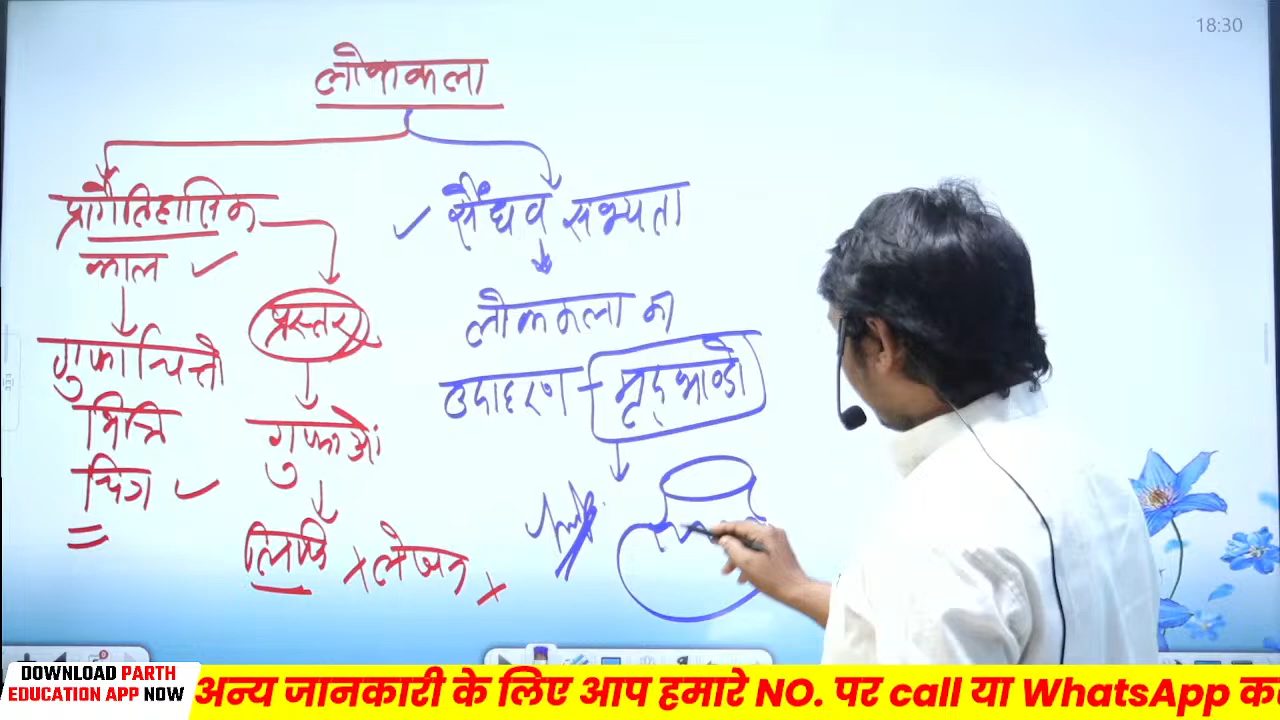 18:30
लोककला
प्रागैतिहासिक
काल
गुफाचित्रो
भित्ति
चित्र
प्रस्तर
गुफाओं
लिपि x लेखन x
सैंधव सभ्यता
लोककला का
उदाहरण - मृद्भाण्डो
DOWNLOAD PARTH
EDUCATION APP NOW
अन्य जानकारी के लिए आप हमारे NO. पर call या WhatsApp